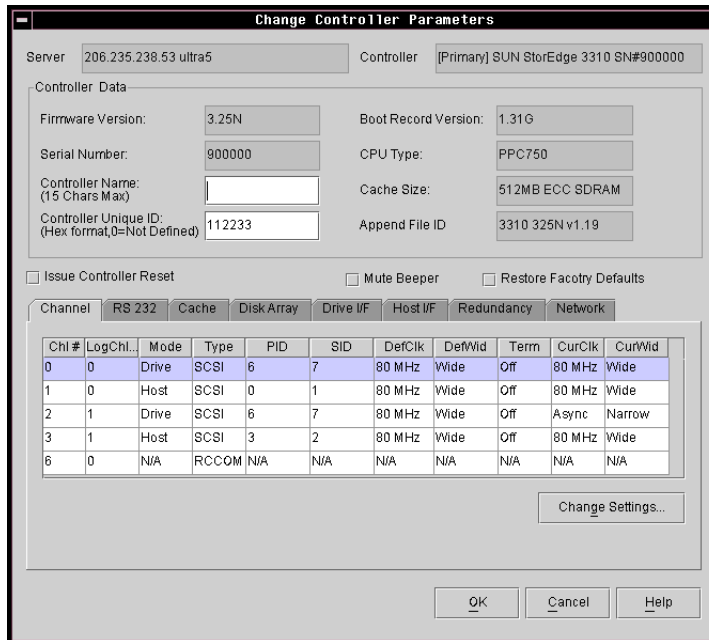 Change Controller Parameters
Server 206.235.238.53 ultra5 Controller [Primary] SUN StorEdge 3310 SN#900000
Controller Data
Firmware Version: 3.25N Boot Record Version: 1.31G
Serial Number: 900000 CPU Type: PPC750
Controller Name: Cache Size: 512MB ECC SDRAM
(15 Chars Max)
Controller Unique ID: 112233 Append File ID 3310 325N v1.19
(Hex format,0=Not Defined)
Issue Controller Reset Mute Beeper Restore Facotry Defaults
Channel RS 232 Cache Disk Array Drive I/F Host I/F Redundancy Network
Chl # LogChl... Mode Type PID SID DefClk DefWid Term CurClk CurWid
0 0 Drive SCSI 6 7 80 MHz Wide Off 80 MHz Wide
1 0 Host SCSI 0 1 80 MHz Wide Off 80 MHz Wide
2 1 Drive SCSI 6 7 80 MHz Wide Off Async Narrow
3 1 Host SCSI 3 2 80 MHz Wide Off 80 MHz Wide
6 0 N/A RCCOM N/A N/A N/A N/A N/A N/A N/A
Change Settings...
OK Cancel Help